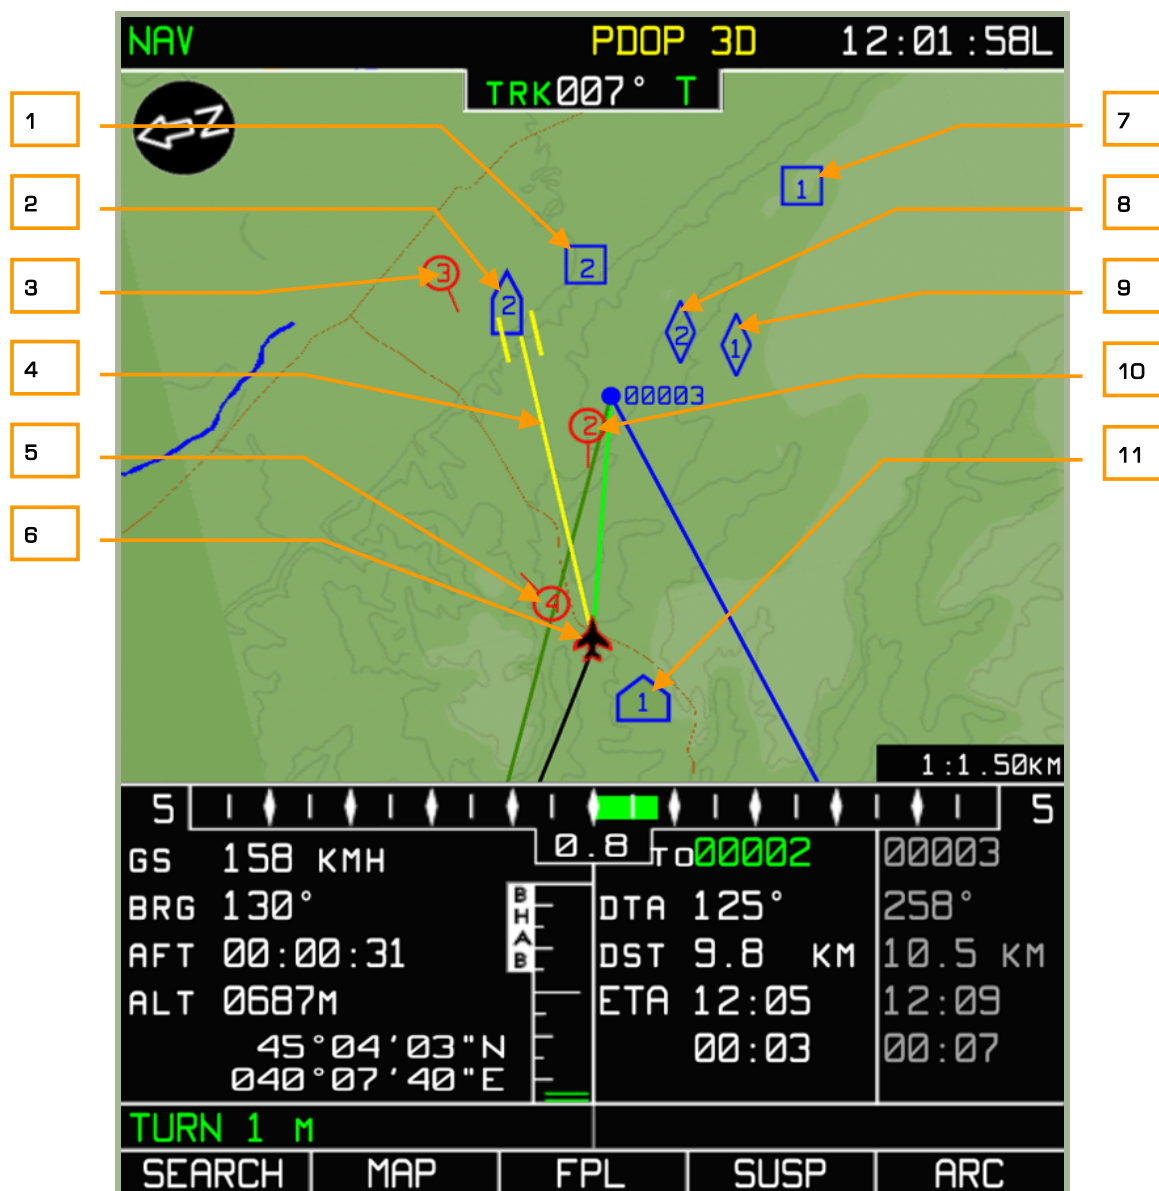 NAV PDOP 3D 12:01:58L
TRK007° T
N
1
7
2
8
3
9
4
10
5
11
6
1
2
3
2
2
1
00003
2
4
1
1:1.50KM
5 5
0.8
GS 158 KMH
TO00002 00003
BRG 130°
DTA 125° 258°
AFT 00:00:31
DST 9.8 KM 10.5 KM
ALT 0687M
ETA 12:05 12:09
45°04'03"N
00:03 00:07
040°07'40"E
В
Н
А
В
TURN 1 M
SEARCH MAP FPL SUSP ARC